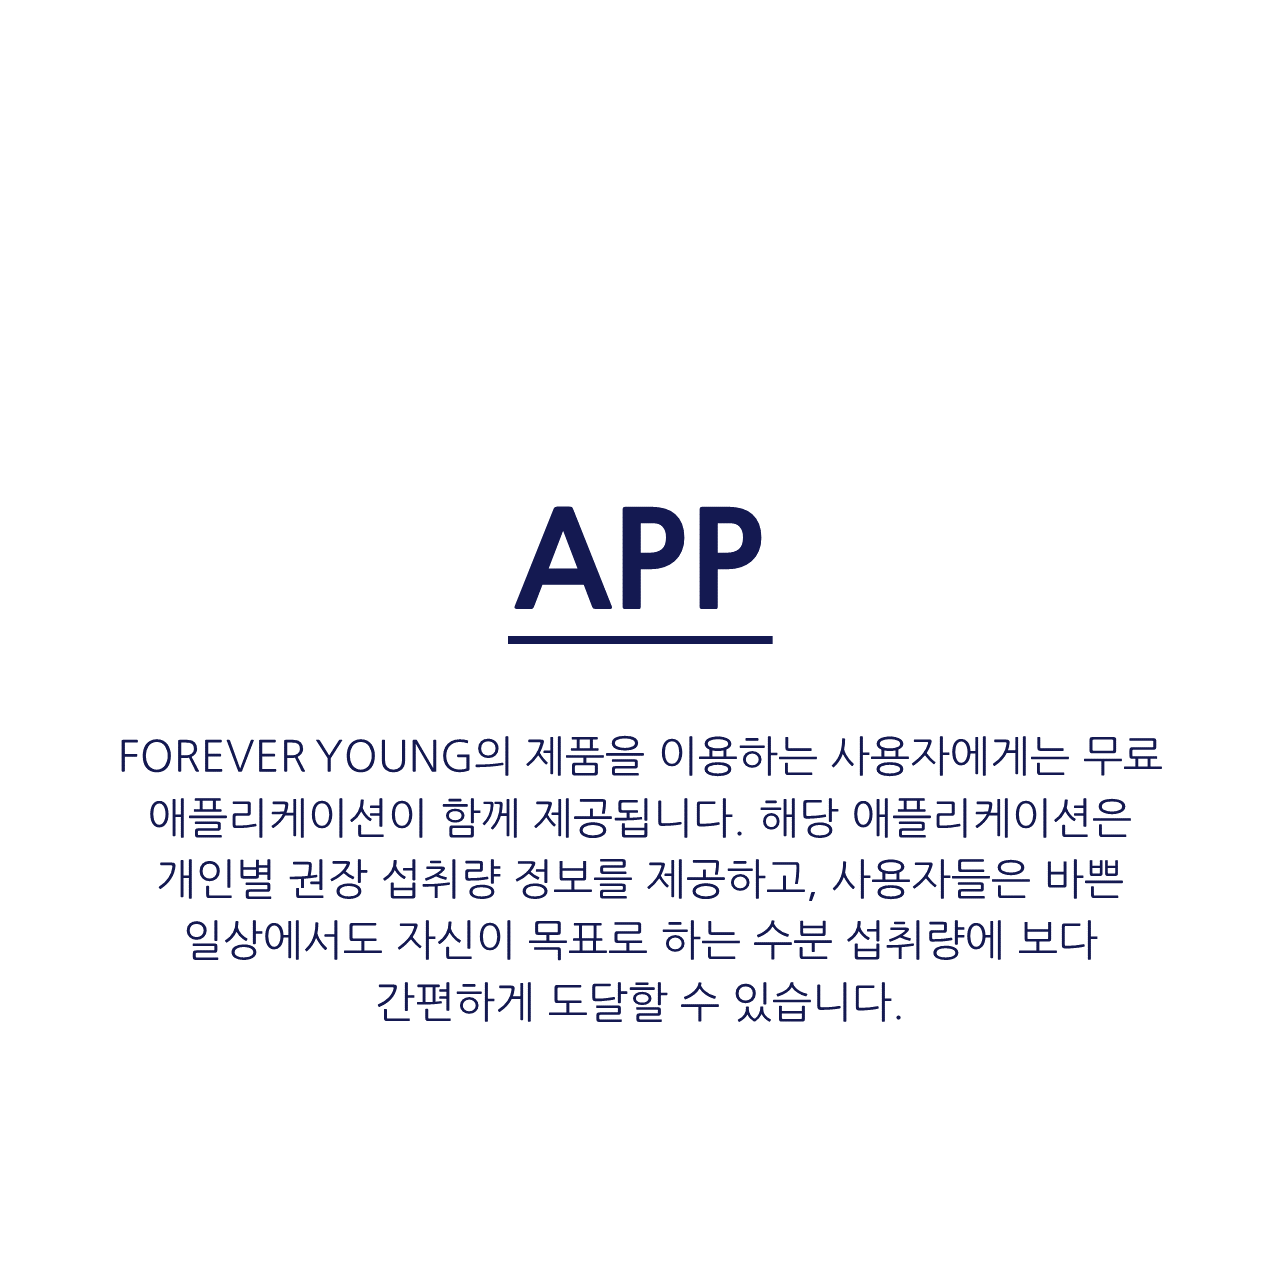 APP
FOREVER YOUNG의 제품을 이용하는 사용자에게는 무료
애플리케이션이 함께 제공됩니다. 해당 애플리케이션은
개인별 권장 섭취량 정보를 제공하고, 사용자들은 바쁜
일상에서도 자신이 목표로 하는 수분 섭취량에 보다
간편하게 도달할 수 있습니다.